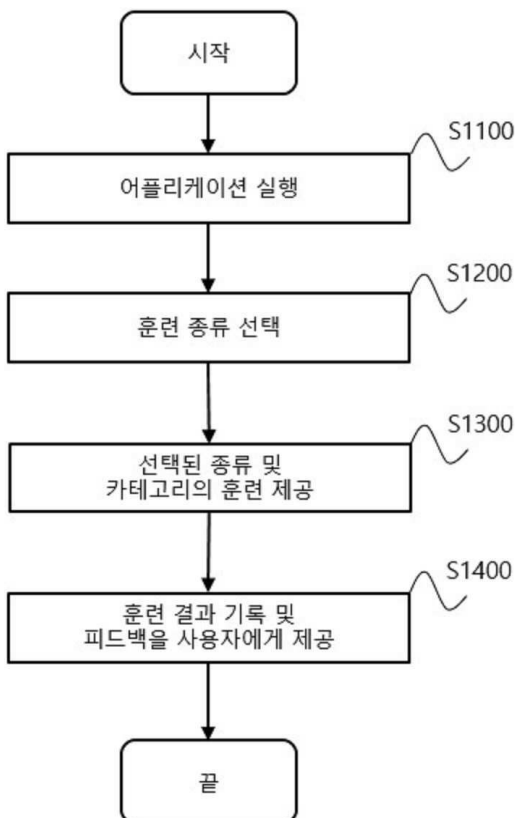 시작
S1100
어플리케이션 실행
S1200
훈련 종류 선택
S1300
선택된 종류 및
카테고리의 훈련 제공
S1400
훈련 결과 기록 및
피드백을 사용자에게 제공
끝